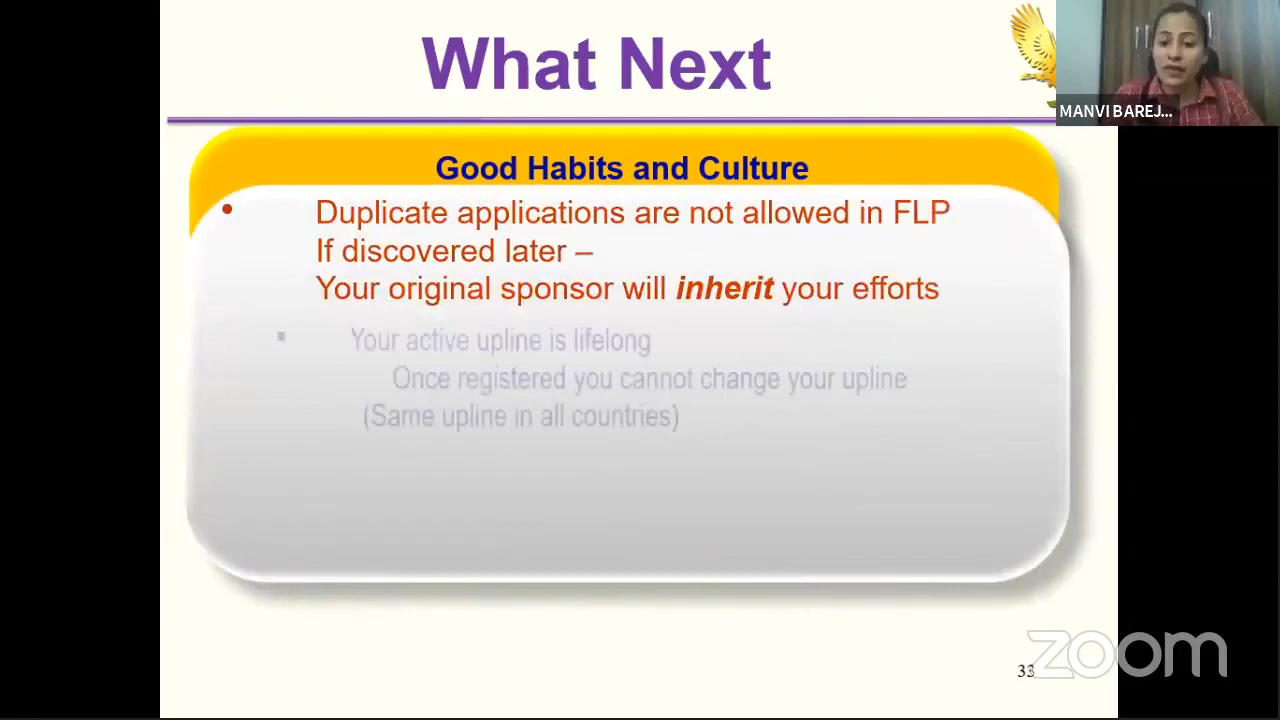 What Next
MANVI BAREJ...
Good Habits and Culture
• Duplicate applications are not allowed in FLP
If discovered later –
Your original sponsor will inherit your efforts
▪ Your active upline is lifelong
Once registered you cannot change your upline
(Same upline in all countries)
33
zoom